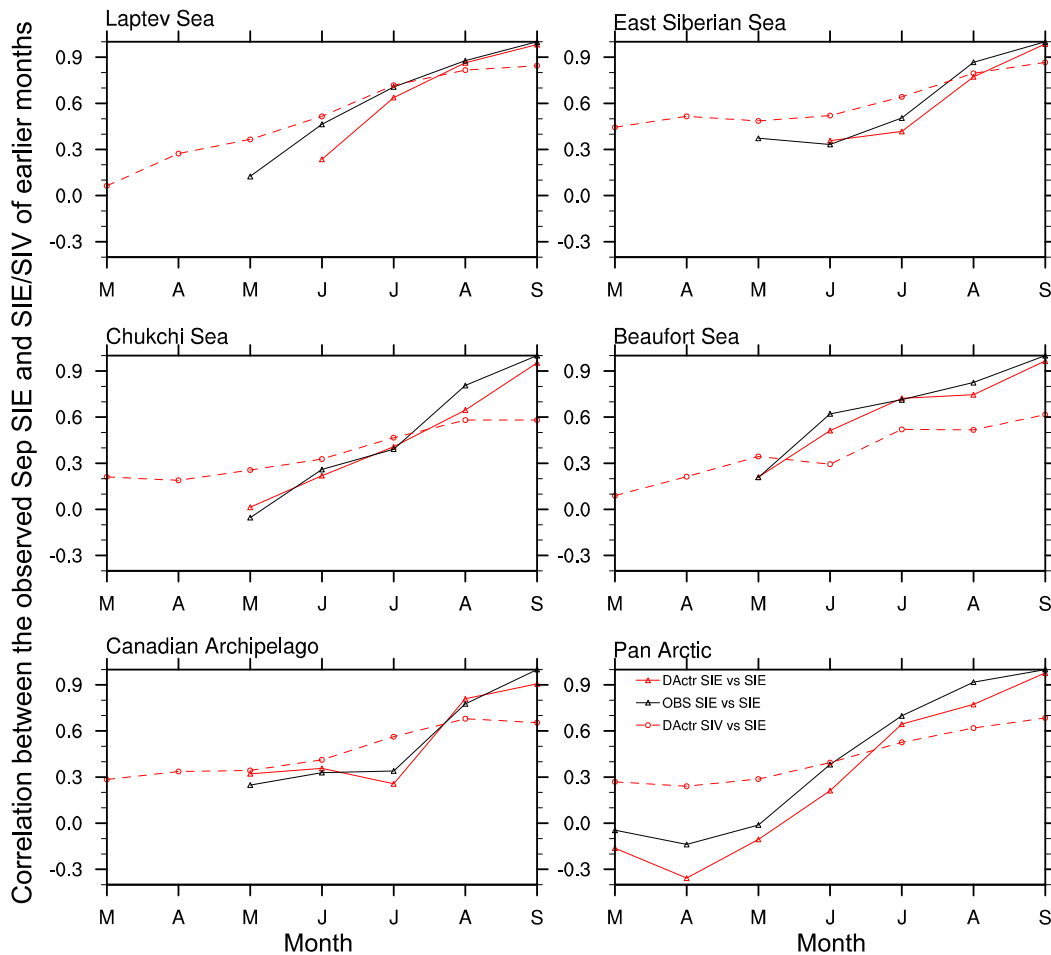 Correlation between the observed Sep SIE and SIE/SIV of earlier months
Laptev Sea
0.9
0.6
0.3
0.0
-0.3
M A M J J A S
East Siberian Sea
0.9
0.6
0.3
0.0
-0.3
M A M J J A S
Chukchi Sea
0.9
0.6
0.3
0.0
-0.3
M A M J J A S
Beaufort Sea
0.9
0.6
0.3
0.0
-0.3
M A M J J A S
Canadian Archipelago
0.9
0.6
0.3
0.0
-0.3
M A M J J A S
Month
Pan Arctic
DActr SIE vs SIE
OBS SIE vs SIE
DActr SIV vs SIE
0.9
0.6
0.3
0.0
-0.3
M A M J J A S
Month